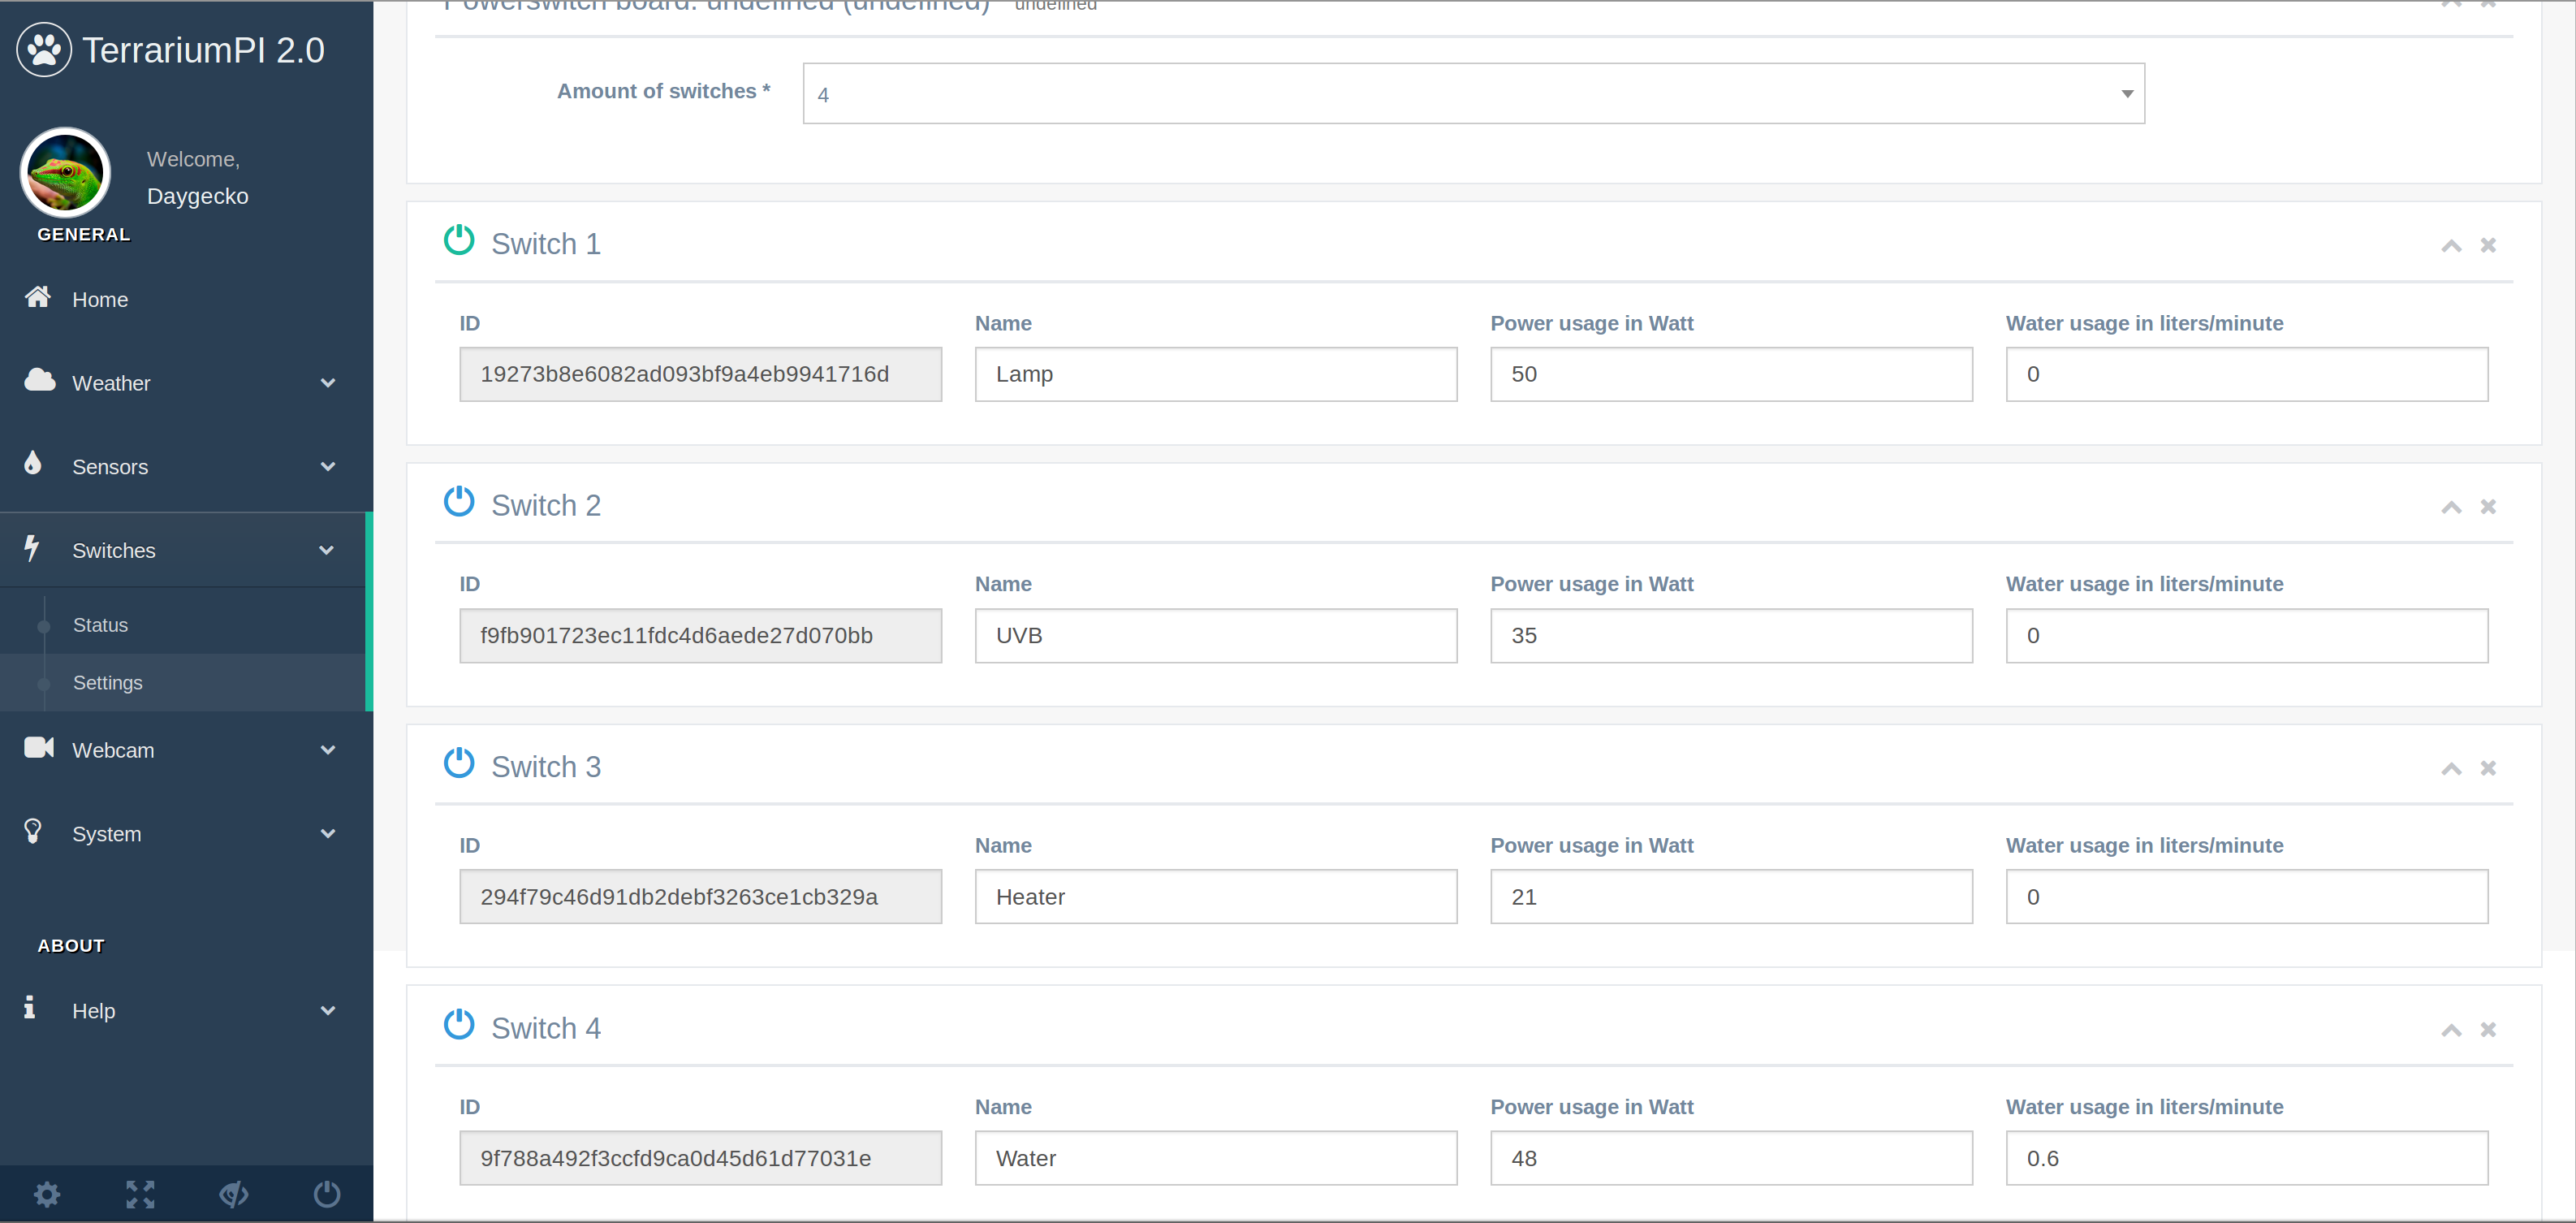 TerrariumPI 2.0
Welcome,
Daygecko
GENERAL
Home
Weather
Sensors
Switches
Status
Settings
Webcam
System
ABOUT
Help
Powerswitch board: undefined (undefined) undefined
Amount of switches * 4
Switch 1
ID Name Power usage in Watt Water usage in liters/minute
19273b8e6082ad093bf9a4eb9941716d Lamp 50 0
Switch 2
ID Name Power usage in Watt Water usage in liters/minute
f9fb901723ec11fdc4d6aede27d070bb UVB 35 0
Switch 3
ID Name Power usage in Watt Water usage in liters/minute
294f79c46d91db2debf3263ce1cb329a Heater 21 0
Switch 4
ID Name Power usage in Watt Water usage in liters/minute
9f788a492f3ccfd9ca0d45d61d77031e Water 48 0.6